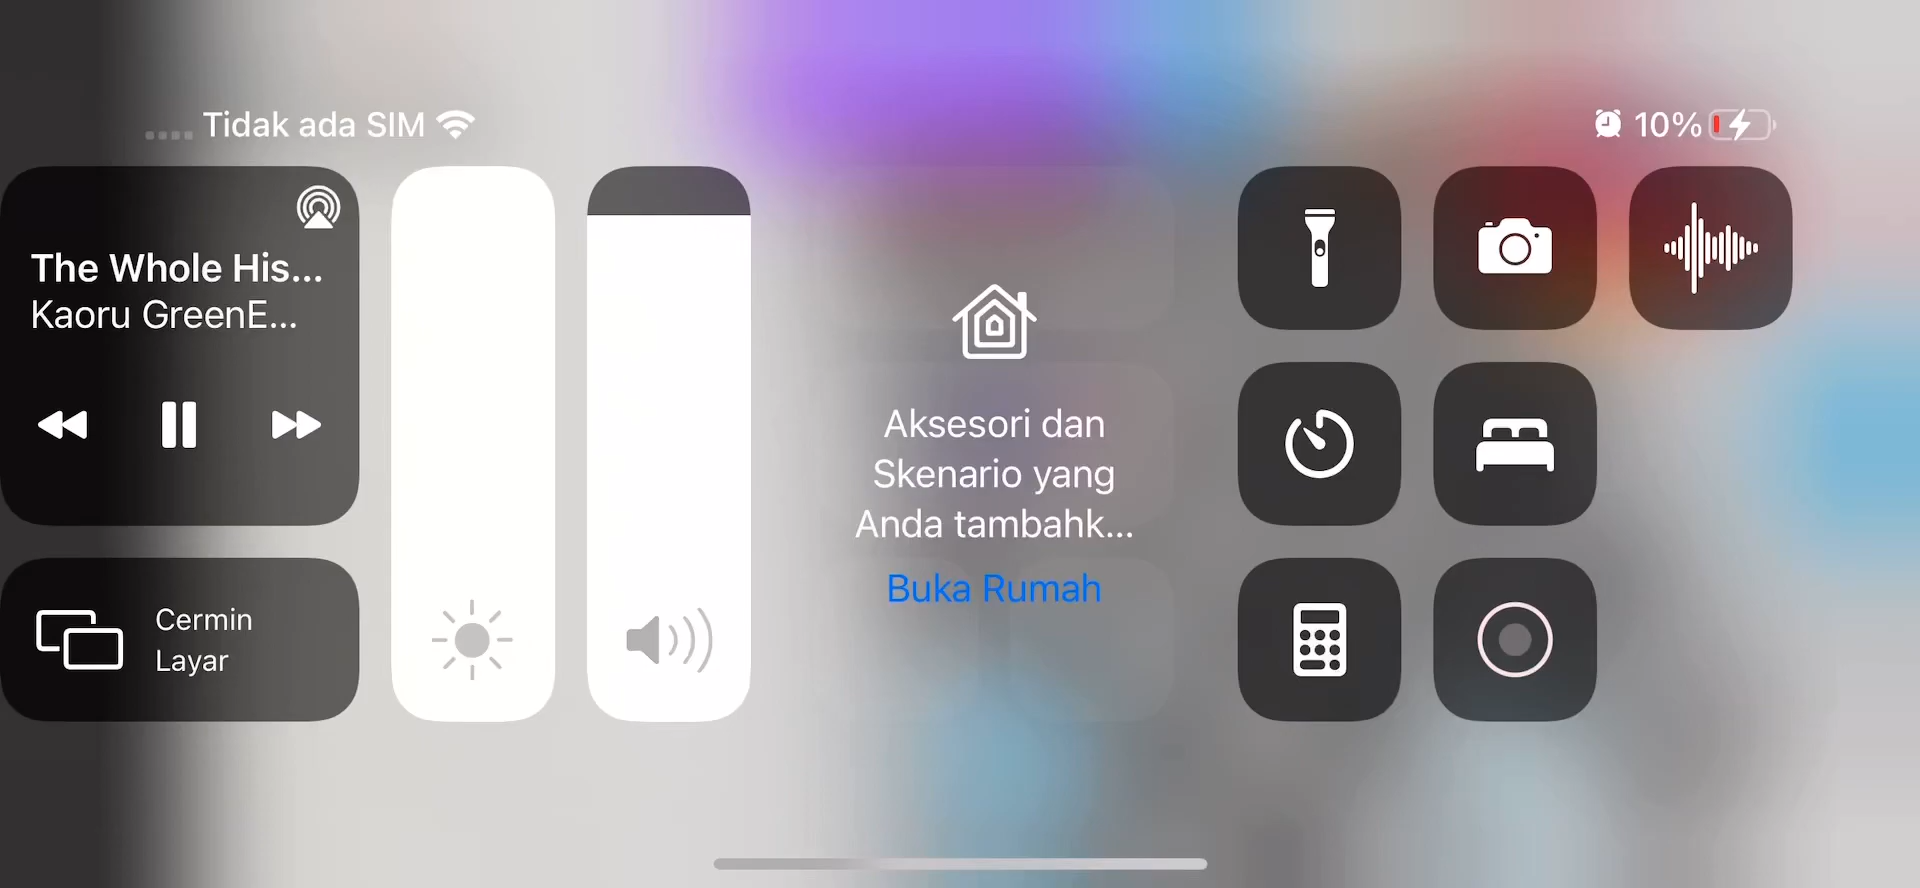 Tidak ada SIM
10%
The Whole His...
Kaoru GreenE...
Cermin
Layar
Aksesori dan
Skenario yang
Anda tambahk...
Buka Rumah